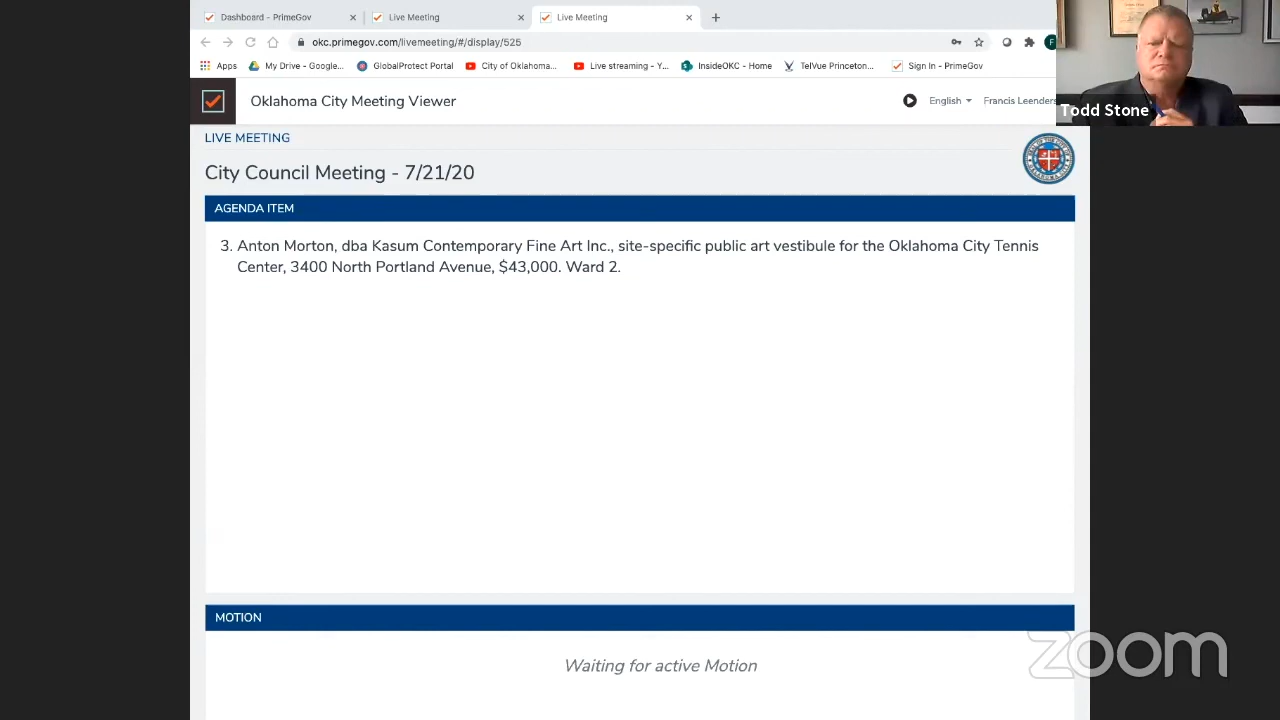 Dashboard - PrimeGov
Live Meeting
Live Meeting
okc.primegov.com/livemeeting/#/display/525
Apps
My Drive - Google...
GlobalProtect Portal
City of Oklahoma...
Live streaming - Y...
InsideOKC - Home
TelVue Princeton...
Sign In - PrimeGov
Oklahoma City Meeting Viewer
English
Francis Leenders
Todd Stone
LIVE MEETING
City Council Meeting - 7/21/20
AGENDA ITEM
3. Anton Morton, dba Kasum Contemporary Fine Art Inc., site-specific public art vestibule for the Oklahoma City Tennis
Center, 3400 North Portland Avenue, $43,000. Ward 2.
MOTION
Waiting for active Motion
zoom